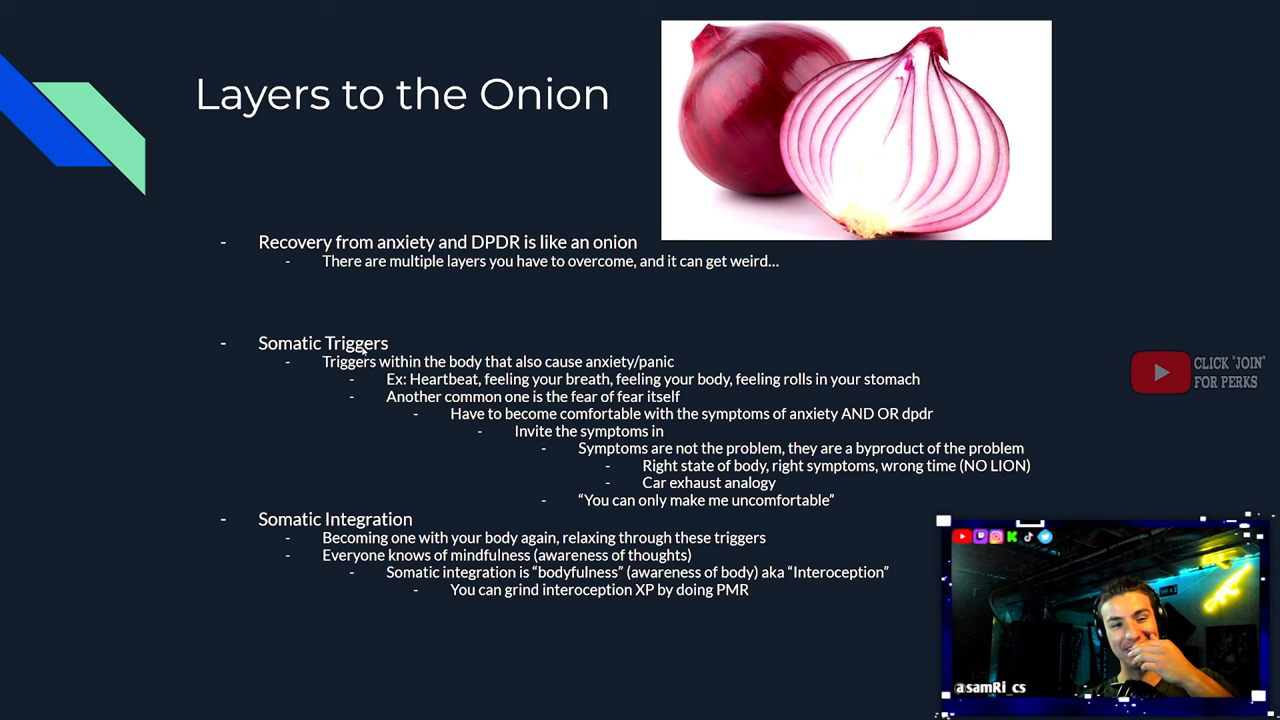 Layers to the Onion
- Recovery from anxiety and DPDR is like an onion
- There are multiple layers you have to overcome, and it can get weird...
- Somatic Triggers
- Triggers within the body that also cause anxiety/panic
- Ex: Heartbeat, feeling your breath, feeling your body, feeling rolls in your stomach
- Another common one is the fear of fear itself
- Have to become comfortable with the symptoms of anxiety AND OR dpdr
- Invite the symptoms in
- Symptoms are not the problem, they are a byproduct of the problem
- Right state of body, right symptoms, wrong time (NO LION)
- Car exhaust analogy
- “You can only make me uncomfortable”
- Somatic Integration
- Becoming one with your body again, relaxing through these triggers
- Everyone knows of mindfulness (awareness of thoughts)
- Somatic integration is “bodyfulness” (awareness of body) aka “Interoception”
- You can grind interoception XP by doing PMR
CLICK "JOIN"
FOR PERKS
@samRi_cs